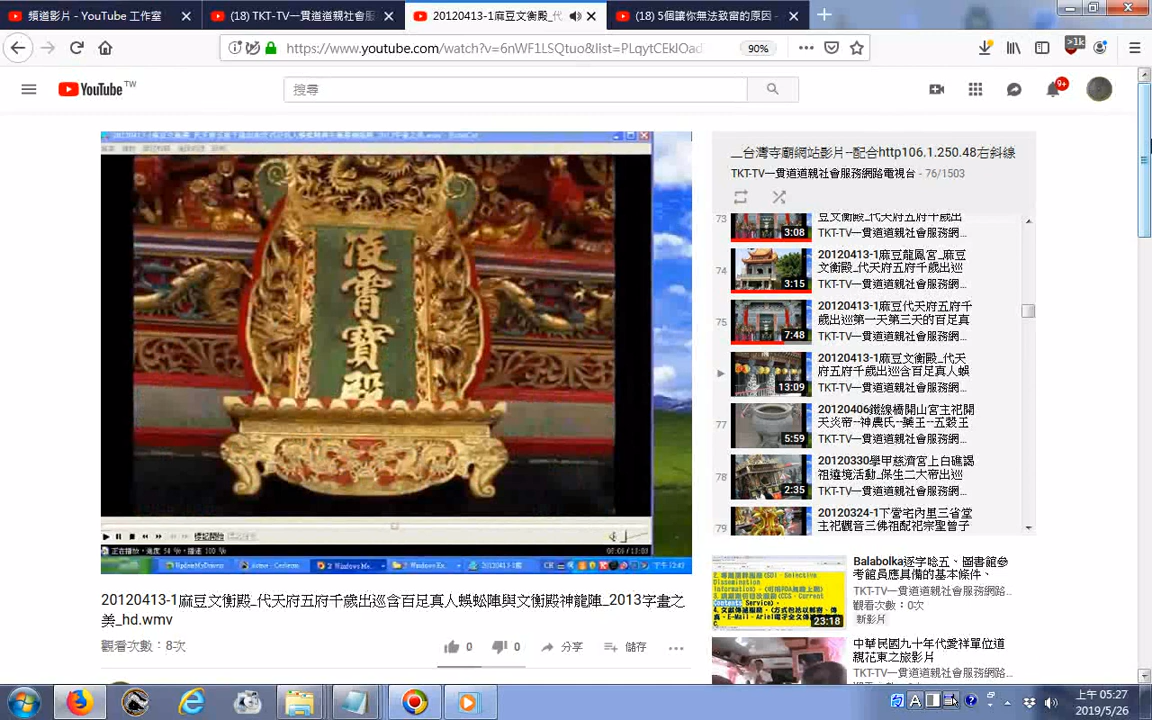 頻道影片 - YouTube 工作室
(18) TKT-TV一貫道道親社會服
20120413-1麻豆文衡殿_代
(18) 5個讓你無法致富的原因 -
https://www.youtube.com/watch?v=6nWF1LSQtuo&list=PLqytCEklOad
90%
>1k
YouTube TW
搜尋
9+
凌霄寶殿
標記開始
正在播放
二台灣寺廟網站影片--配合http106.1.250.48右斜線
TKT-TV一貫道道親社會服務網路電視台 - 76/1503
73
豆文衡殿_代天府五府千歲出
TKT-TV一貫道道親社會服務網...
3:08
74
20120413-1麻豆龍鳳宮_麻豆
文衡殿_代天府五府千歲出巡
TKT-TV一貫道道親社會服務網...
3:15
75
20120413-1麻豆代天府五府千
歲出巡第一天第三天的百足真
TKT-TV一貫道道親社會服務網...
7:48
20120413-1麻豆文衡殿_代天
府五府千歲出巡含百足真人蜈
TKT-TV一貫道道親社會服務網...
13:09
77
20120406鐵線橋開山宮主祀開
天炎帝--神農氏--藥王--五穀王
TKT-TV一貫道道親社會服務網...
5:59
78
20120330學甲慈濟宮上白礁謁
祖遶境活動_保生二大帝出巡
TKT-TV一貫道道親社會服務網...
2:35
79
20120324-1下營宅內里三省堂
主祀觀音三佛祖配祀宗聖曾子
20120413-1麻豆文衡殿_代天府五府千歲出巡含百足真人蜈蚣陣與文衡殿神龍陣_2013字畫之
美_hd.wmv
觀看次數：8次
0
0
分享
儲存
Balabolka逐字唸五、圖書館參
考館員應具備的基本條件、
TKT-TV一貫道道親社會服務網路...
觀看次數：0次
新影片
23:18
中華民國九十年代愛祥單位道
親花東之旅影片
TKT-TV一貫道道親社會服務網路...
上午 05:27
2019/5/26